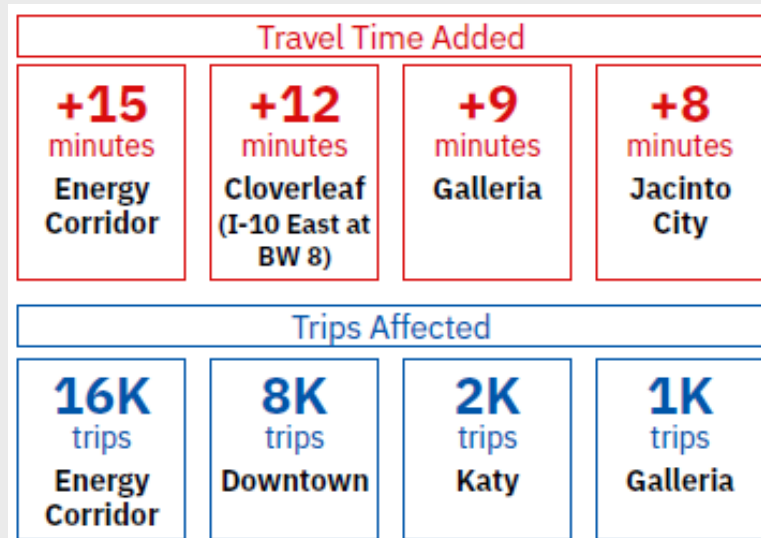 Travel Time Added
+15
minutes
Energy
Corridor
+12
minutes
Cloverleaf
(I-10 East at
BW 8)
+9
minutes
Galleria
+8
minutes
Jacinto
City
Trips Affected
16K
trips
Energy
Corridor
8K
trips
Downtown
2K
trips
Katy
1K
trips
Galleria